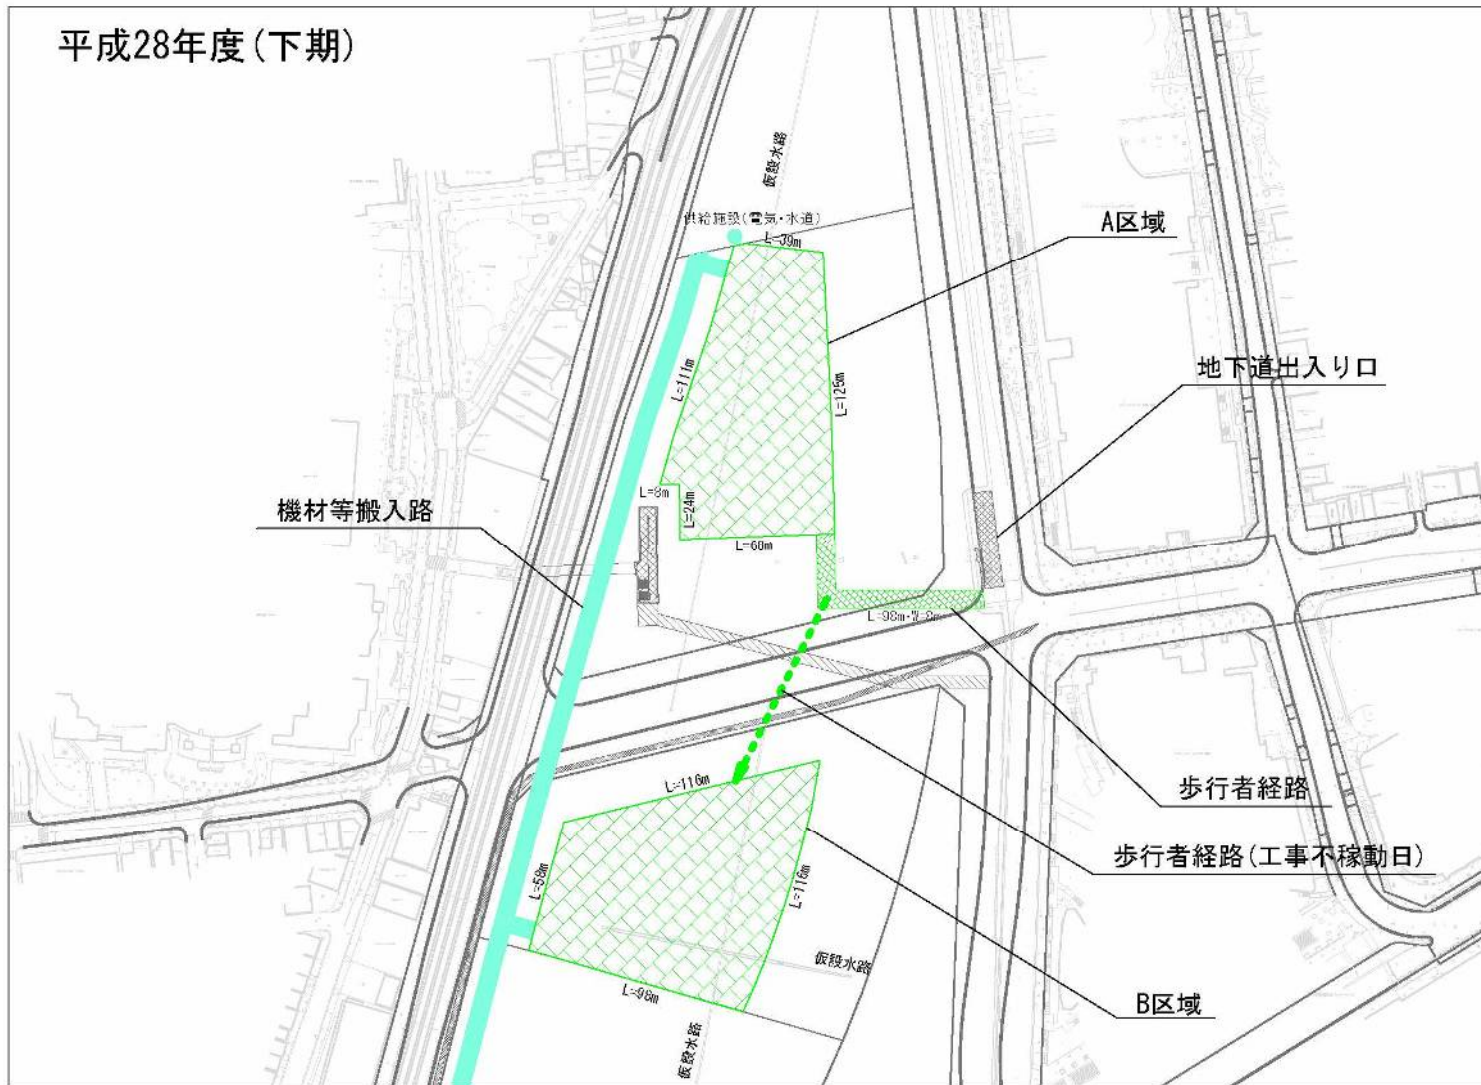 平成28年度(下期)
仮設水路
供給施設(電気・水道)
L=39m
A区域
L=111m
L=125m
地下道出入り口
機材等搬入路
L=8m
L=24m
L=68m
L=98m・W=8m
歩行者経路
L=116m
歩行者経路(工事不稼動日)
L=58m
L=116m
仮設水路
L=98m
B区域
仮設水路